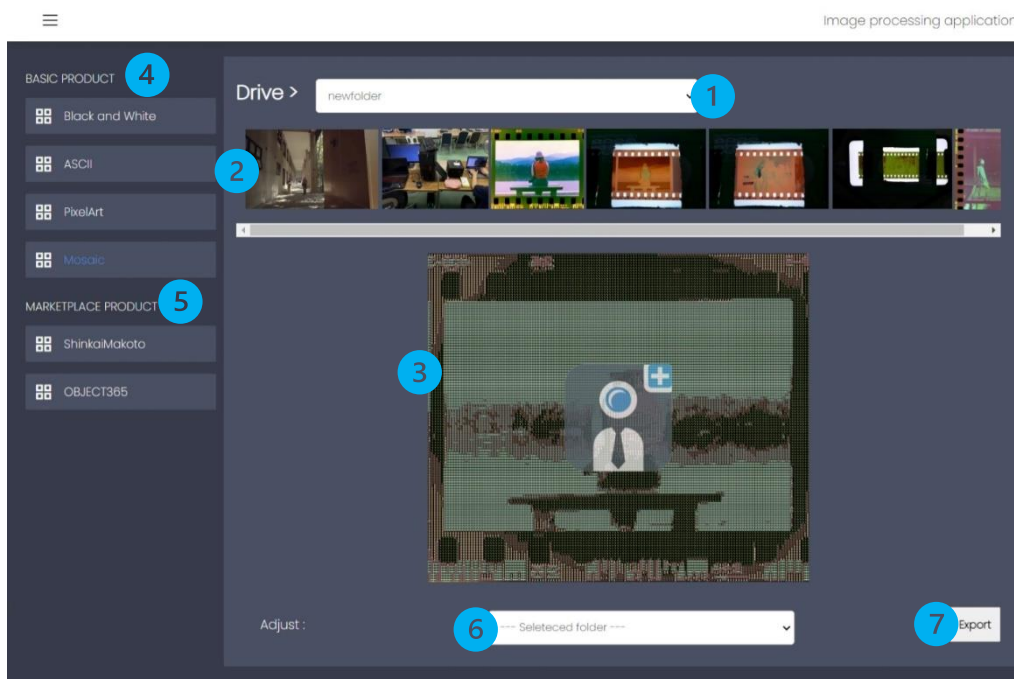 Image processing application
BASIC PRODUCT 4
Black and White
ASCII
PixelArt
Mosaic
MARKETPLACE PRODUCT 5
ShinkaiMakoto
OBJECT365
Drive > newfolder 1
2
3
Adjust : 6 --- Seleteced folder --- 7 Export